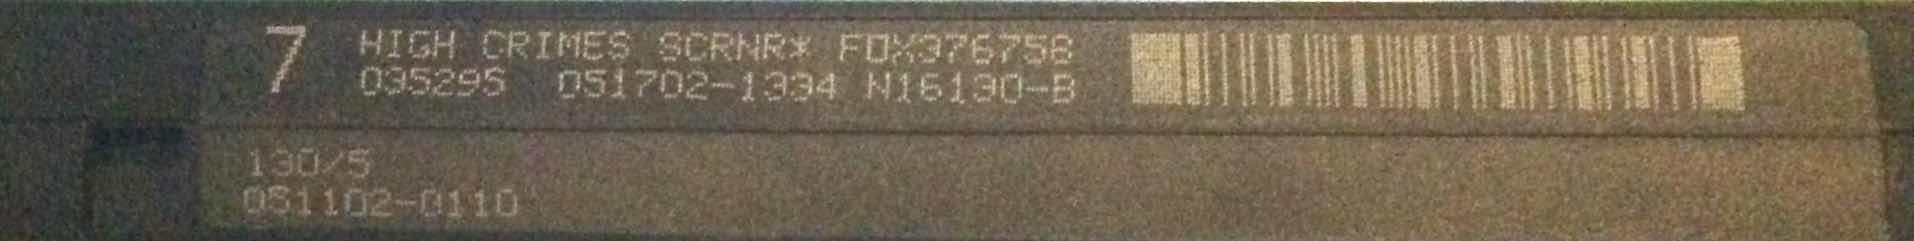 7 HIGH CRIMES SCRNR* FOX376758
035295 051702-1334 N16130-B
130/5
051102-0110